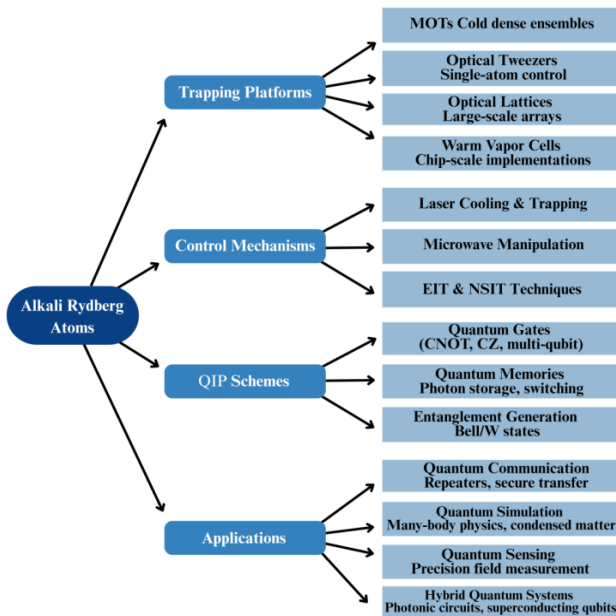 MOTs Cold dense ensembles
Optical Tweezers
Single-atom control
Trapping Platforms
Optical Lattices
Large-scale arrays
Warm Vapor Cells
Chip-scale implementations
Laser Cooling & Trapping
Control Mechanisms
Microwave Manipulation
EIT & NSIT Techniques
Alkali Rydberg
Atoms
Quantum Gates
(CNOT, CZ, multi-qubit)
QIP Schemes
Quantum Memories
Photon storage, switching
Entanglement Generation
Bell/W states
Quantum Communication
Repeaters, secure transfer
Quantum Simulation
Many-body physics, condensed matter
Applications
Quantum Sensing
Precision field measurement
Hybrid Quantum Systems
Photonic circuits, superconducting qubits